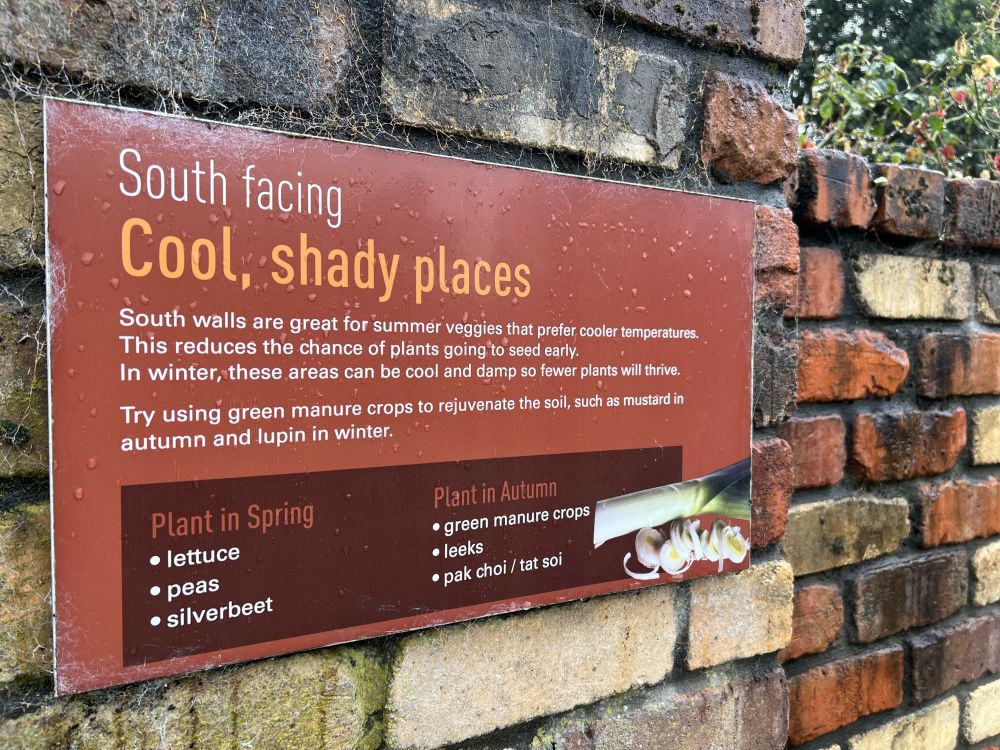 South facing
Cool, shady places
South walls are great for summer veggies that prefer cooler temperatures.
This reduces the chance of plants going to seed early.
In winter, these areas can be cool and damp so fewer plants will thrive.
Try using green manure crops to rejuvenate the soil, such as mustard in
autumn and lupin in winter.
Plant in Spring
• lettuce
• peas
• silverbeet
Plant in Autumn
• green manure crops
• leeks
• pak choi / tat soi